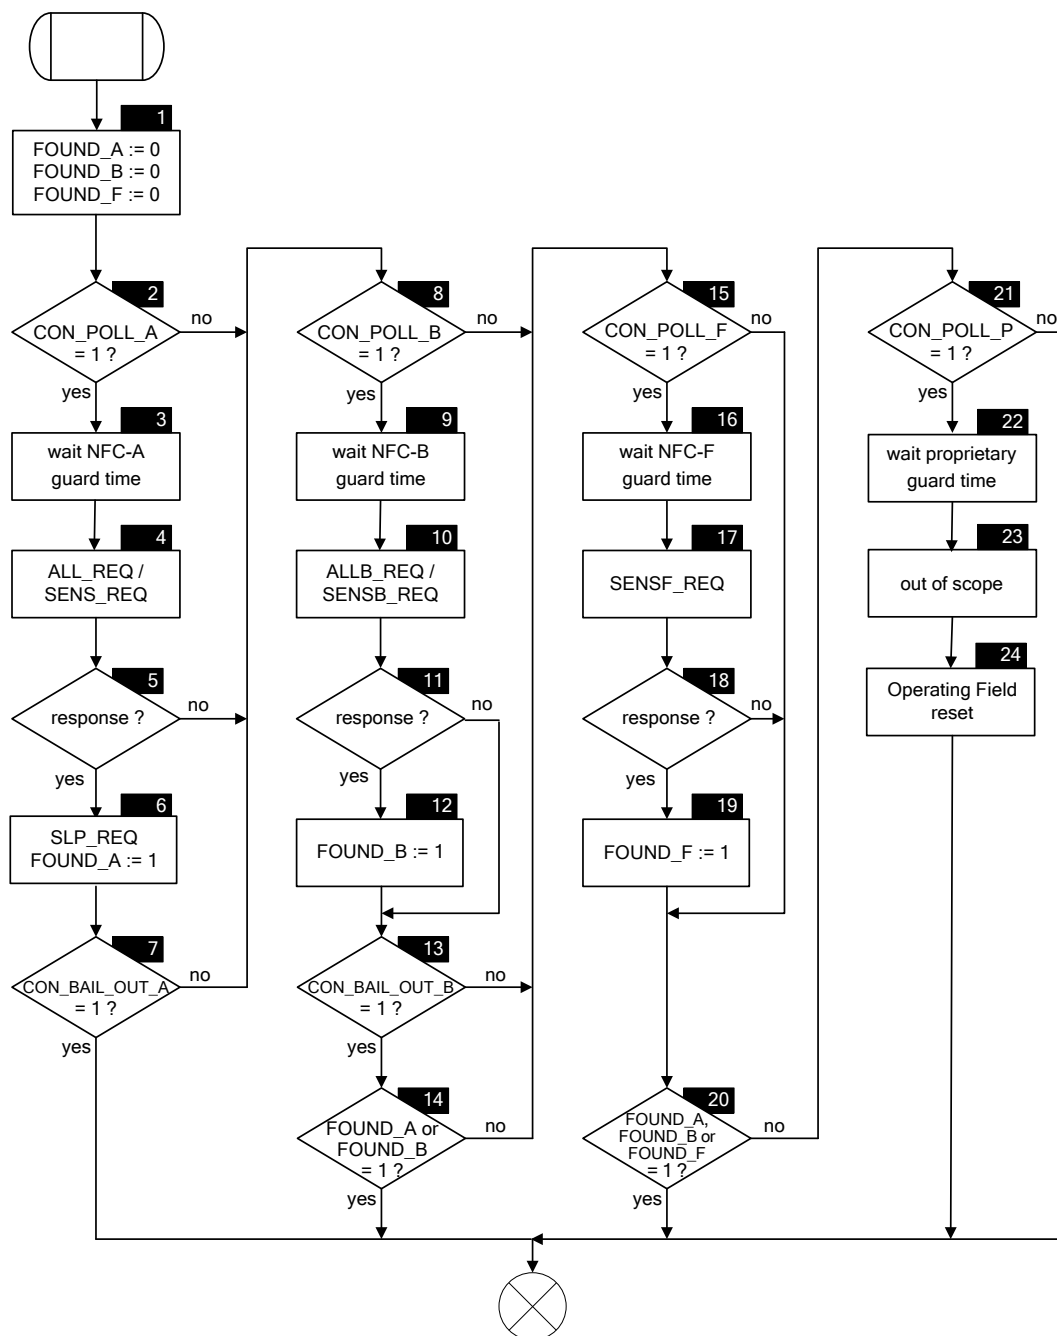 1
FOUND_A := 0
FOUND_B := 0
FOUND_F := 0
2
CON_POLL_A
= 1 ?
no
yes
3
wait NFC-A
guard time
4
ALL_REQ /
SENS_REQ
5
response ?
no
yes
6
SLP_REQ
FOUND_A := 1
7
CON_BAIL_OUT_A
= 1 ?
no
yes
8
CON_POLL_B
= 1 ?
no
yes
9
wait NFC-B
guard time
10
ALLB_REQ /
SENSB_REQ
11
response ?
no
yes
12
FOUND_B := 1
13
CON_BAIL_OUT_B
= 1 ?
no
yes
14
FOUND_A or
FOUND_B
= 1 ?
no
yes
15
CON_POLL_F
= 1 ?
no
yes
16
wait NFC-F
guard time
17
SENSF_REQ
18
response ?
no
yes
19
FOUND_F := 1
20
FOUND_A,
FOUND_B or
FOUND_F
= 1 ?
no
yes
21
CON_POLL_P
= 1 ?
no
yes
22
wait proprietary
guard time
23
out of scope
24
Operating Field
reset